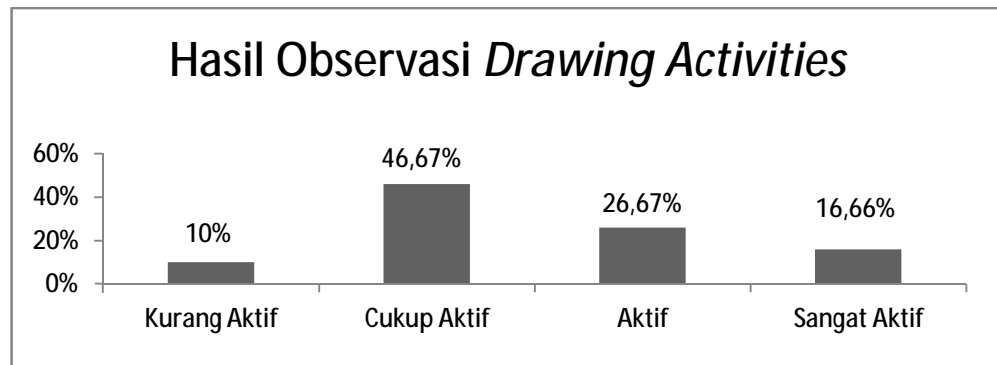 Hasil Observasi Drawing Activities
60%
40%
20%
0%
10%
46,67%
26,67%
16,66%
Kurang Aktif
Cukup Aktif
Aktif
Sangat Aktif